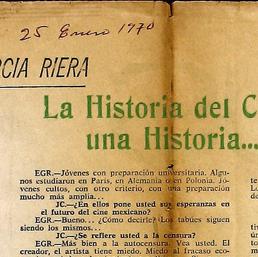 25 Enero 1970
RCIA RIERA
La Historia del C
una Historia...
EGR.—Jóvenes con preparación universitaria. Algu-
nos estudiaron en París, en Alemania o en Polonia. Jó-
venes cultos, con otro criterio, con una preparación
mucho más amplia...
JC.—¿En ellos pone usted sus esperanzas en
el futuro del cine mexicano?
EGR.—Bueno... ¿Cómo decirle? Los tabúes siguen
siendo los mismos...
JC.—¿Se refiere usted a la censura?
EGR.—Más bien a la autocensura. Vea usted. El
creador, el artista tiene miedo. Miedo al fracaso eco-